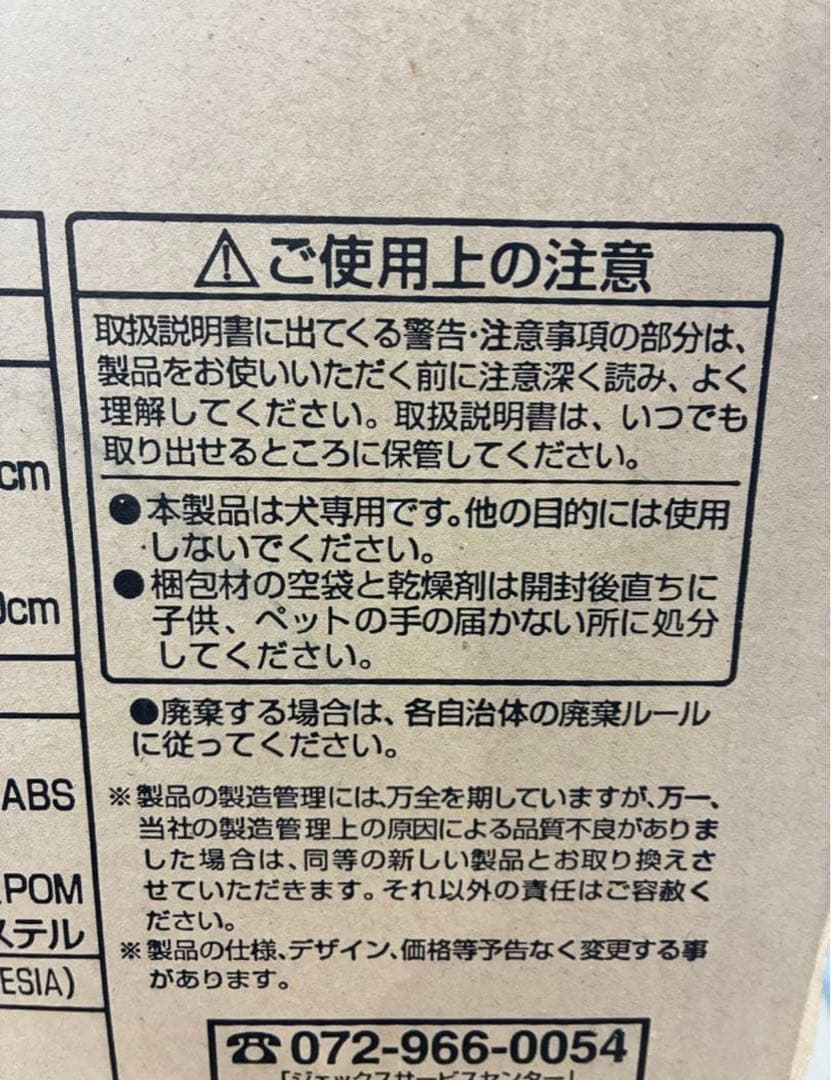 ⚠ご使用上の注意
取扱説明書に出てくる警告・注意事項の部分は、
製品をお使いいただく前に注意深く読み、よく
理解してください。取扱説明書は、いつでも
取り出せるところに保管してください。
●本製品は犬専用です。他の目的には使用
しないでください。
●梱包材の空袋と乾燥剤は開封後直ちに
子供、ペットの手の届かない所に処分
してください。
●廃棄する場合は、各自治体の廃棄ルール
に従ってください。
※製品の製造管理には、万全を期していますが、万一、
当社の製造管理上の原因による品質不良がありま
した場合は、同等の新しい製品とお取り換えさ
せていただきます。それ以外の責任はご容赦く
ださい。
※製品の仕様、デザイン、価格等予告なく変更する事
があります。
☎072-966-0054
「ジェックスサービスセンター」
cm
0cm
ABS
POM
ステル
ESIA)